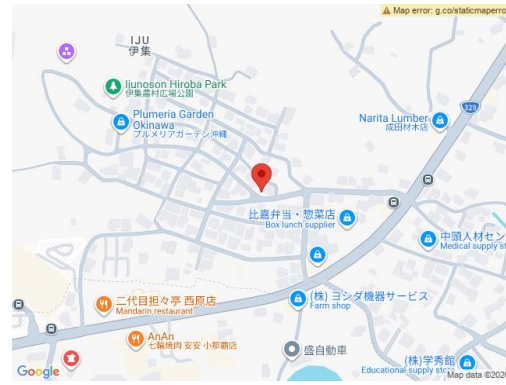 Map error: g.co/staticmaperro
IJU
伊集
Iiunoson Hiroba Park
伊集農村広場公園
Plumeria Garden
Okinawa
プルメリアガーデン沖縄
Narita Lumber
成田材木店
329
比嘉弁当・惣菜店
Box lunch supplier
中頭人材セン
Medical supply st
(株) ヨシダ機器サービス
Farm shop
二代目担々亭 西原店
Mandarin restaurant
AnAn
七輪焼肉 安安 小那覇店
盛自動車
(株)学秀館
Educational supply store
Google
Map data ©2020